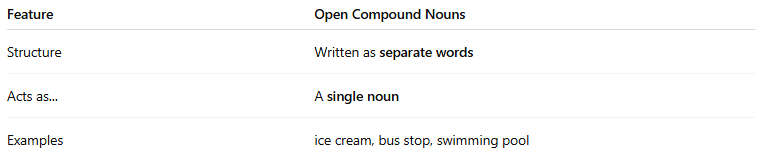 Feature Open Compound Nouns
Structure Written as separate words
Acts as... A single noun
Examples ice cream, bus stop, swimming pool